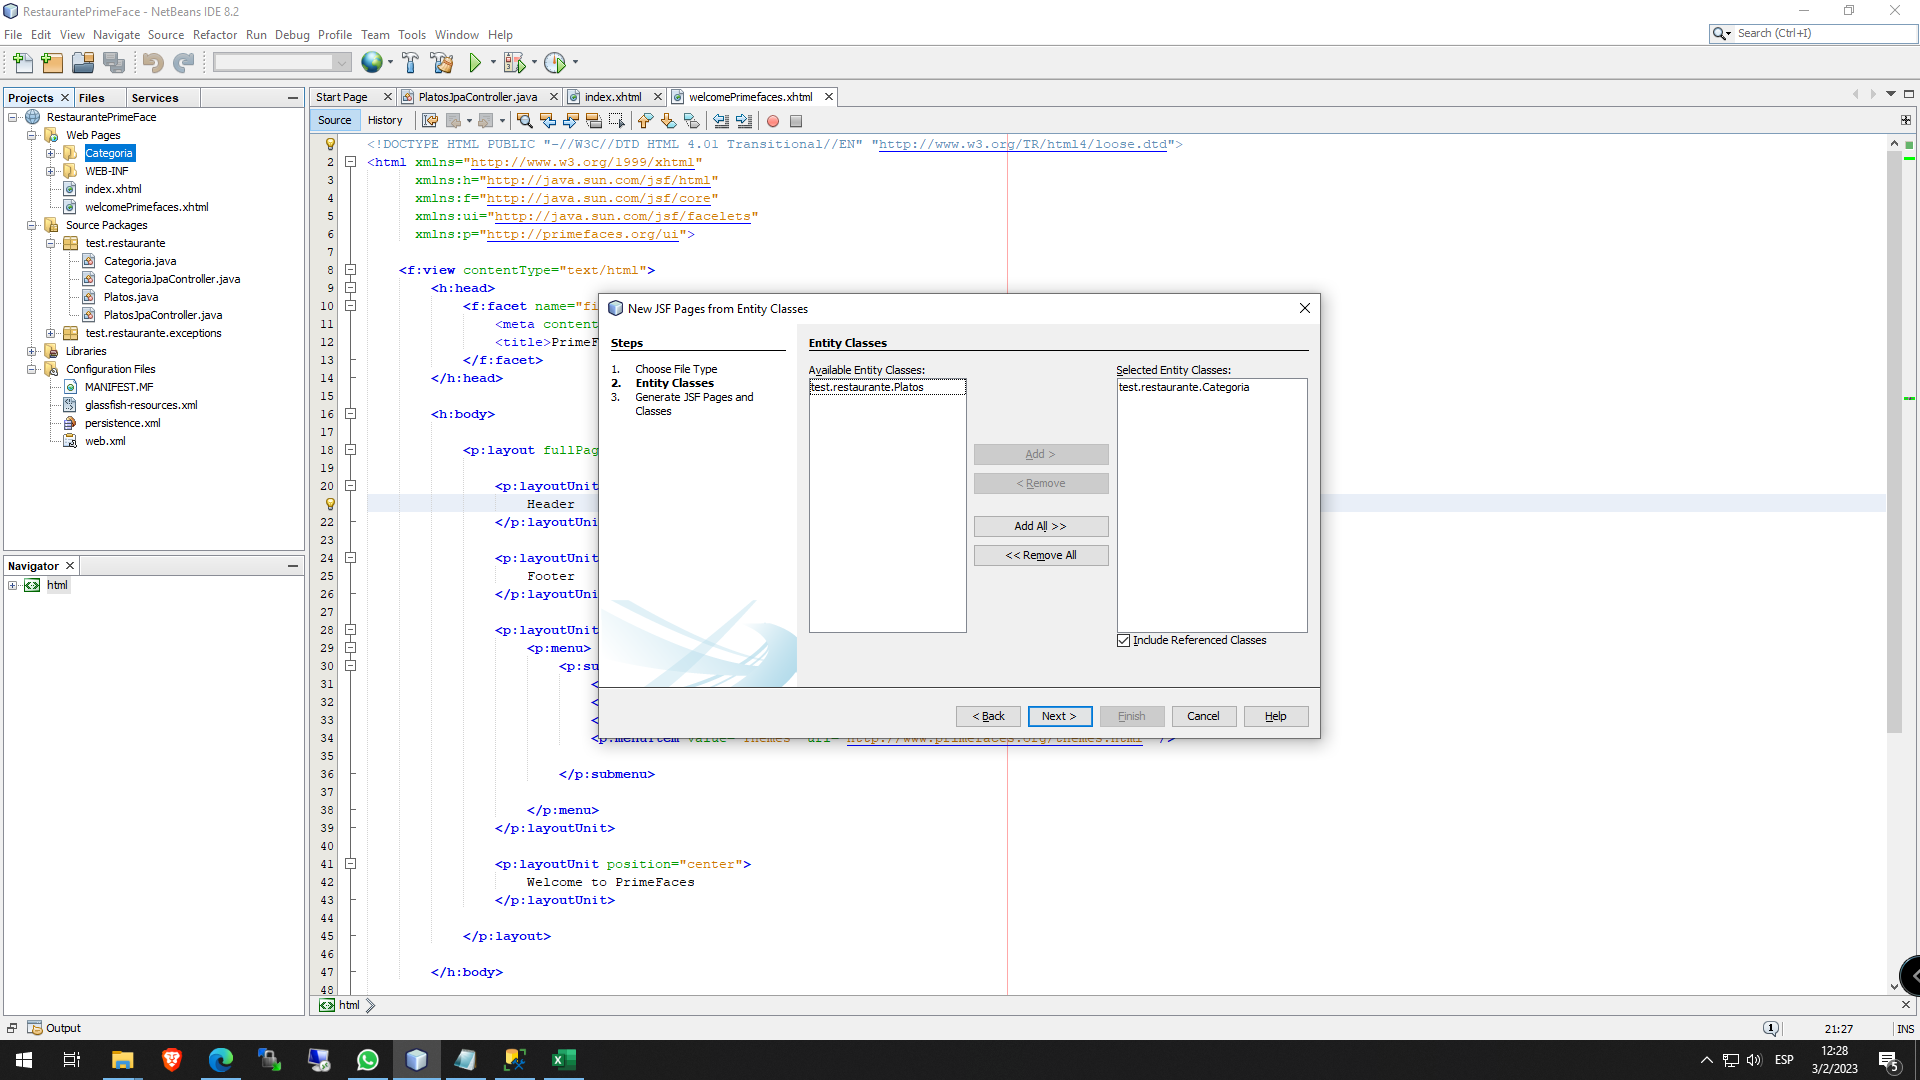 RestaurantePrimeFace - NetBeans IDE 8.2
File Edit View Navigate Source Refactor Run Debug Profile Team Tools Window Help
Search (Ctrl+I)
Projects Files Services
Start Page PlatosJpaController.java index.xhtml welcomePrimefaces.xhtml
Source History
RestaurantePrimeFace
Web Pages
Categoria
WEB-INF
index.xhtml
welcomePrimefaces.xhtml
Source Packages
test.restaurante
Categoria.java
CategoriaJpaController.java
Platos.java
PlatosJpaController.java
test.restaurante.exceptions
Libraries
Configuration Files
MANIFEST.MF
glassfish-resources.xml
persistence.xml
web.xml
Navigator
html
<!DOCTYPE HTML PUBLIC "-//W3C//DTD HTML 4.01 Transitional//EN" "http://www.w3.org/TR/html4/loose.dtd">
2 <html xmlns="http://www.w3.org/1999/xhtml"
3 xmlns:h="http://java.sun.com/jsf/html"
4 xmlns:f="http://java.sun.com/jsf/core"
5 xmlns:ui="http://java.sun.com/jsf/facelets"
6 xmlns:p="http://primefaces.org/ui">
7
8 <f:view contentType="text/html">
9 <h:head>
10 <f:facet name="fi
11 <meta content
12 <title>PrimeF
13 </f:facet>
14 </h:head>
15
16 <h:body>
17
18 <p:layout fullPag
19
20 <p:layoutUnit
Header
22 </p:layoutUni
23
24 <p:layoutUnit
25 Footer
26 </p:layoutUni
27
28 <p:layoutUnit
29 <p:menu>
30 <p:su
31 <
32 <
33 <
34 <p:menuitem value="Themes" url="http://www.primefaces.org/themes.html" />
35
36 </p:submenu>
37
38 </p:menu>
39 </p:layoutUnit>
40
41 <p:layoutUnit position="center">
42 Welcome to PrimeFaces
43 </p:layoutUnit>
44
45 </p:layout>
46
47 </h:body>
48
New JSF Pages from Entity Classes
Steps
1. Choose File Type
2. Entity Classes
3. Generate JSF Pages and
Classes
Entity Classes
Available Entity Classes:
test.restaurante.Platos
Add >
< Remove
Add All >>
<< Remove All
Selected Entity Classes:
test.restaurante.Categoria
Include Referenced Classes
< Back Next > Finish Cancel Help
html
Output
1 21:27 INS
ESP
12:28
3/2/2023
5